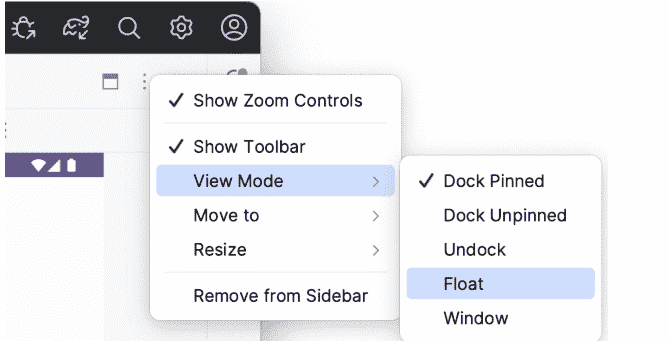 Show Zoom Controls
Show Toolbar
View Mode
Move to
Resize
Remove from Sidebar
Dock Pinned
Dock Unpinned
Undock
Float
Window